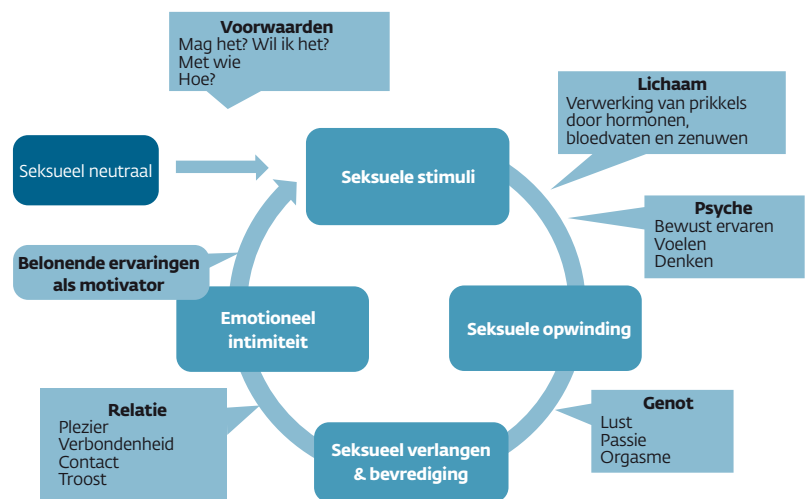 Voorwaarden
Mag het? Wil ik het?
Met wie
Hoe?
Lichaam
Verwerking van prikkels
door hormonen,
bloedvaten en zenuwen
Seksueel neutraal
Seksuele stimuli
Psyche
Bewust ervaren
Voelen
Denken
Belonende ervaringen
als motivator
Emotioneel
intimiteit
Seksuele opwinding
Relatie
Plezier
Verbondenheid
Contact
Troost
Seksueel verlangen
& bevrediging
Genot
Lust
Passie
Orgasme